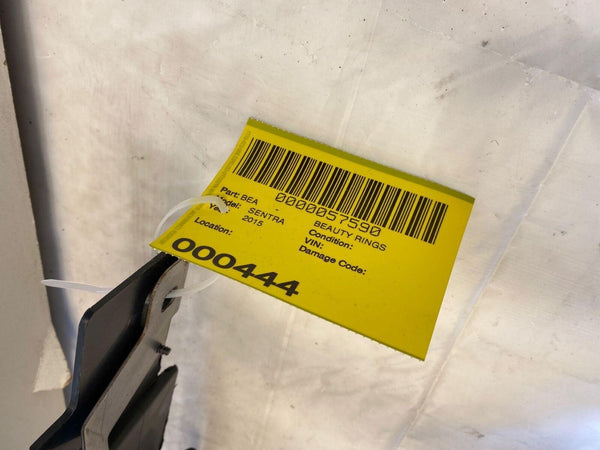 0000057590
Part: BEA - BEAUTY RINGS
Model: SENTRA Condition:
Year: 2015 VIN:
Damage Code:
Location:
000444